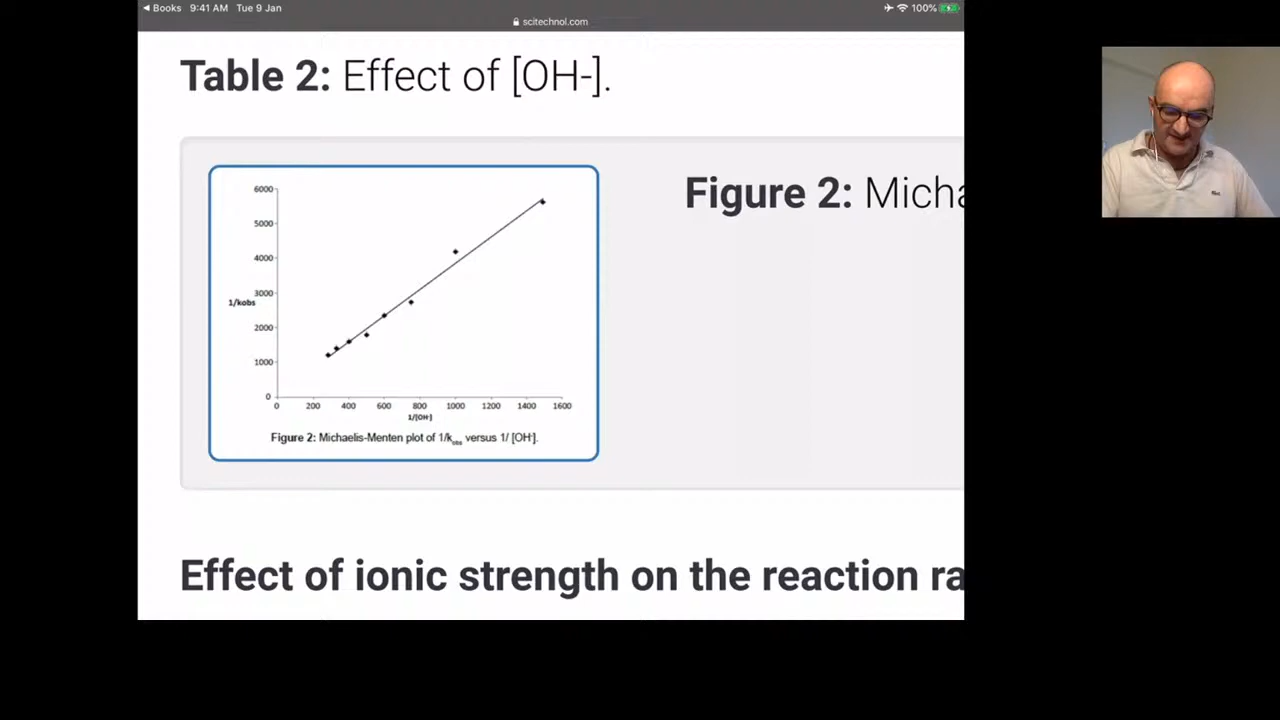 Books 9:41 AM Tue 9 Jan 100%
scitechnol.com
Table 2: Effect of [OH-].
Figure 2: Micha
6000
5000
4000
3000
1/kobs
2000
1000
0
0 200 400 600 800 1000 1200 1400 1600
1/[OH-]
Figure 2: Michaelis-Menten plot of 1/kobs versus 1/ [OH-].
Effect of ionic strength on the reaction ra